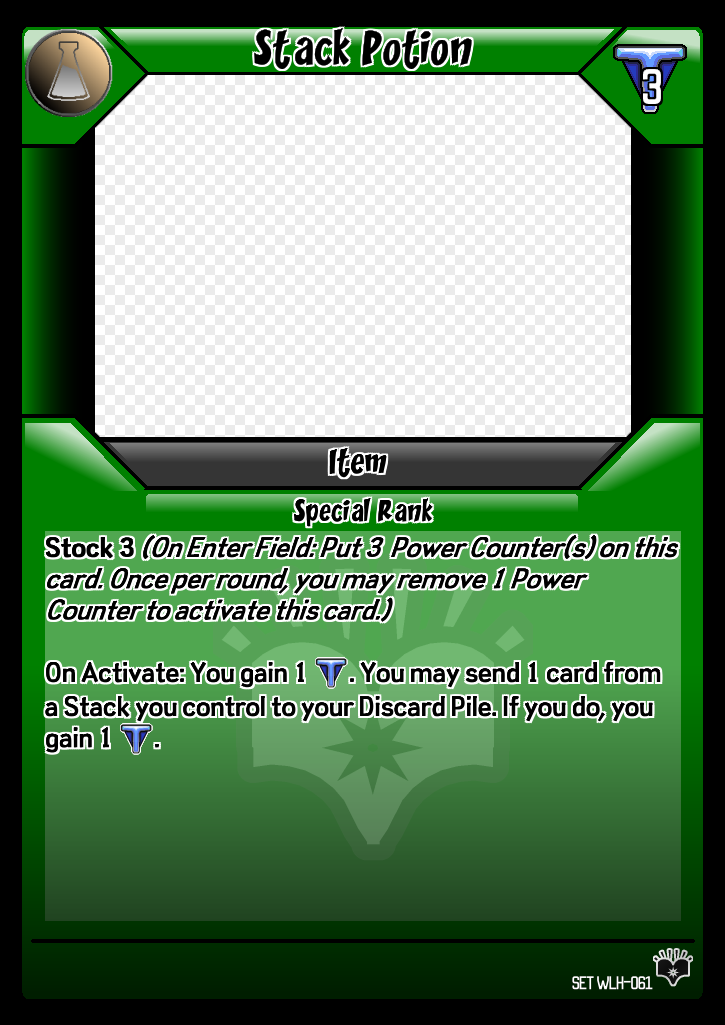 Stack Potion
3
Item
Special Rank
Stock 3 (On Enter Field: Put 3 Power Counter(s) on this
card. Once per round, you may remove 1 Power
Counter to activate this card.)
On Activate: You gain 1 T. You may send 1 card from
a Stack you control to your Discard Pile. If you do, you
gain 1 T.
SET WLH-061